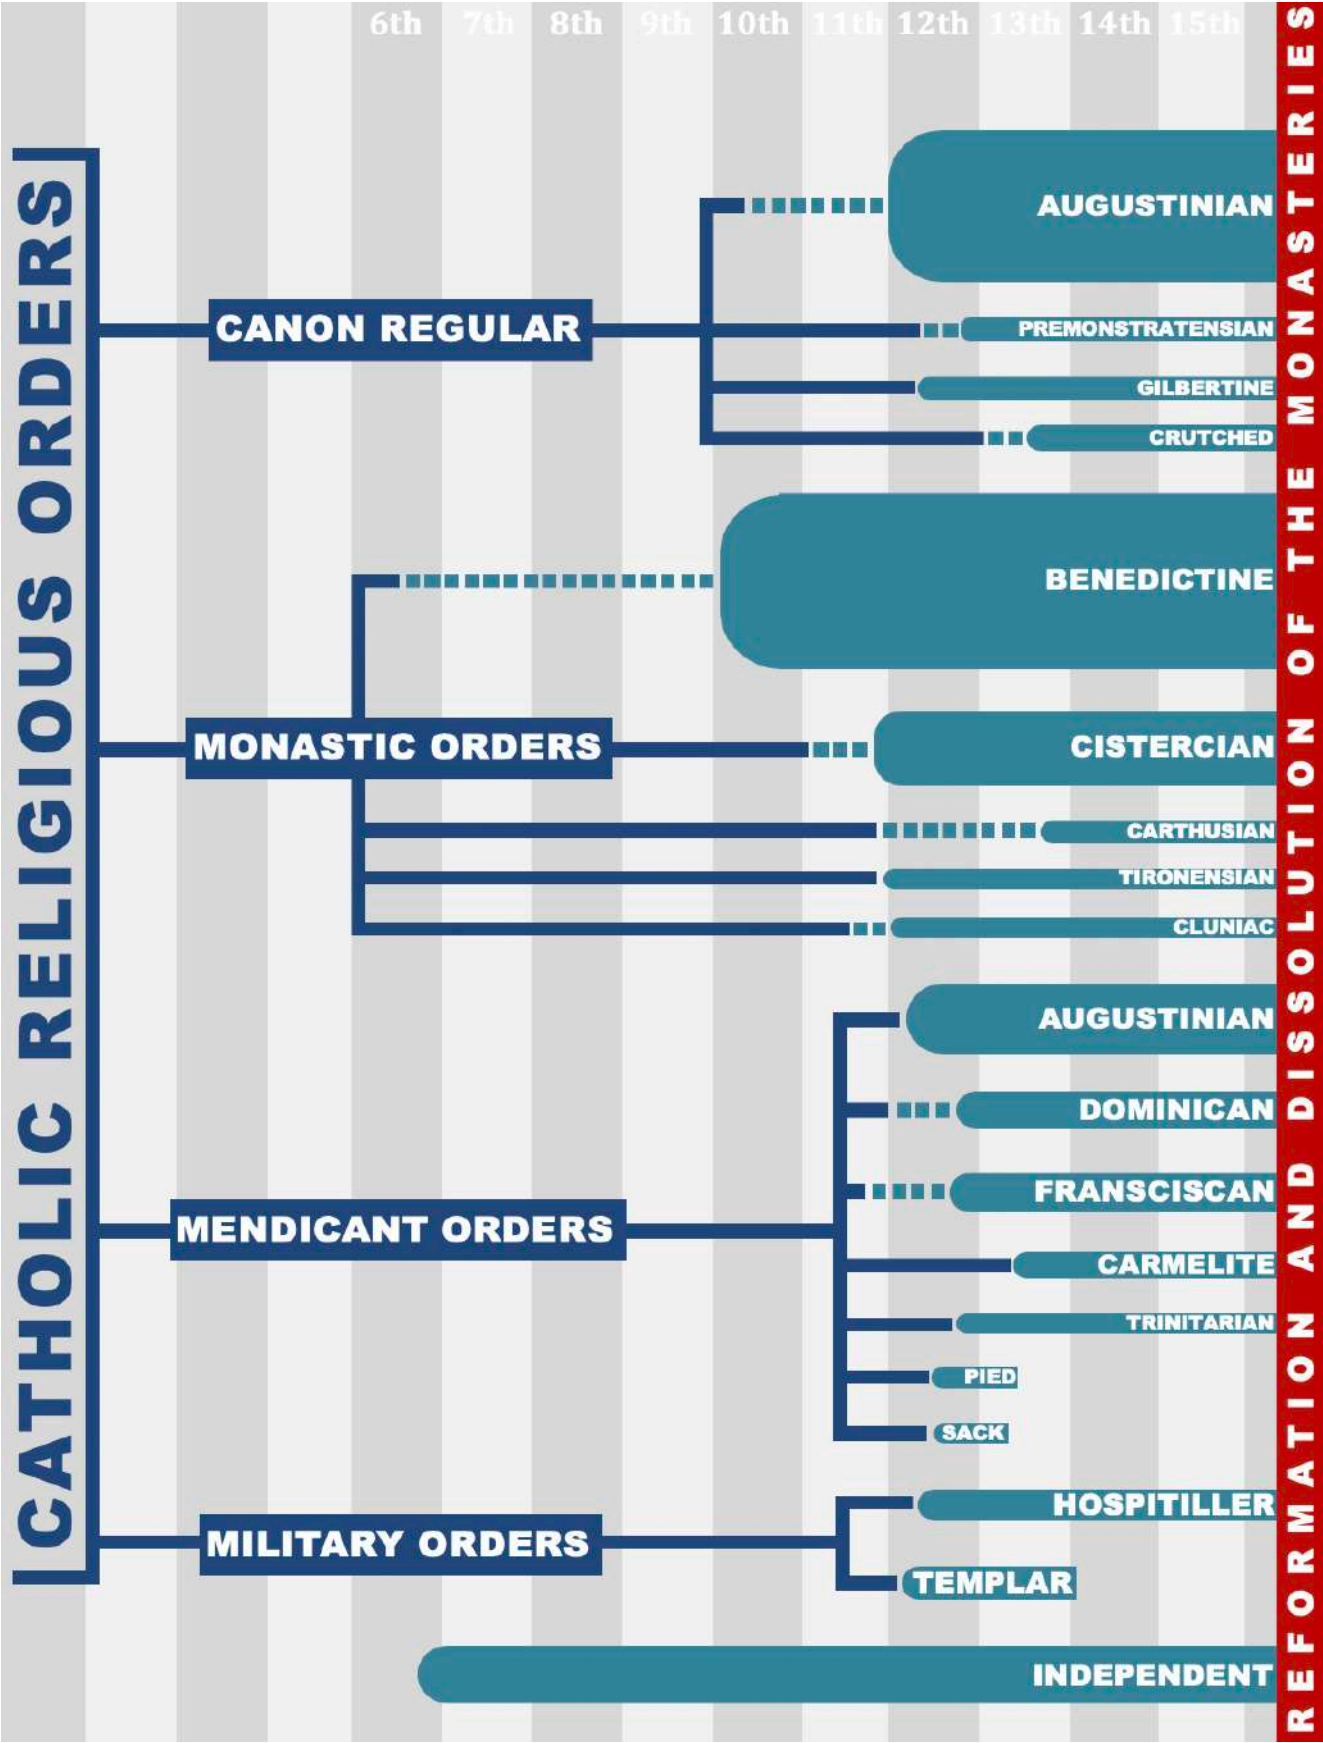 6th 7th 8th 9th 10th 11th 12th 13th 14th 15th
CATHOLIC RELIGIOUS ORDERS
CANON REGULAR
AUGUSTINIAN
PREMONSTRATENSIAN
GILBERTINE
CRUTCHED
MONASTIC ORDERS
BENEDICTINE
CISTERCIAN
CARTHUSIAN
TIRONENSIAN
CLUNIAC
MENDICANT ORDERS
AUGUSTINIAN
DOMINICAN
FRANSCISCAN
CARMELITE
TRINITARIAN
PIED
SACK
MILITARY ORDERS
HOSPITILLER
TEMPLAR
INDEPENDENT
REFORMATION AND DISSOLUTION OF THE MONASTERIES